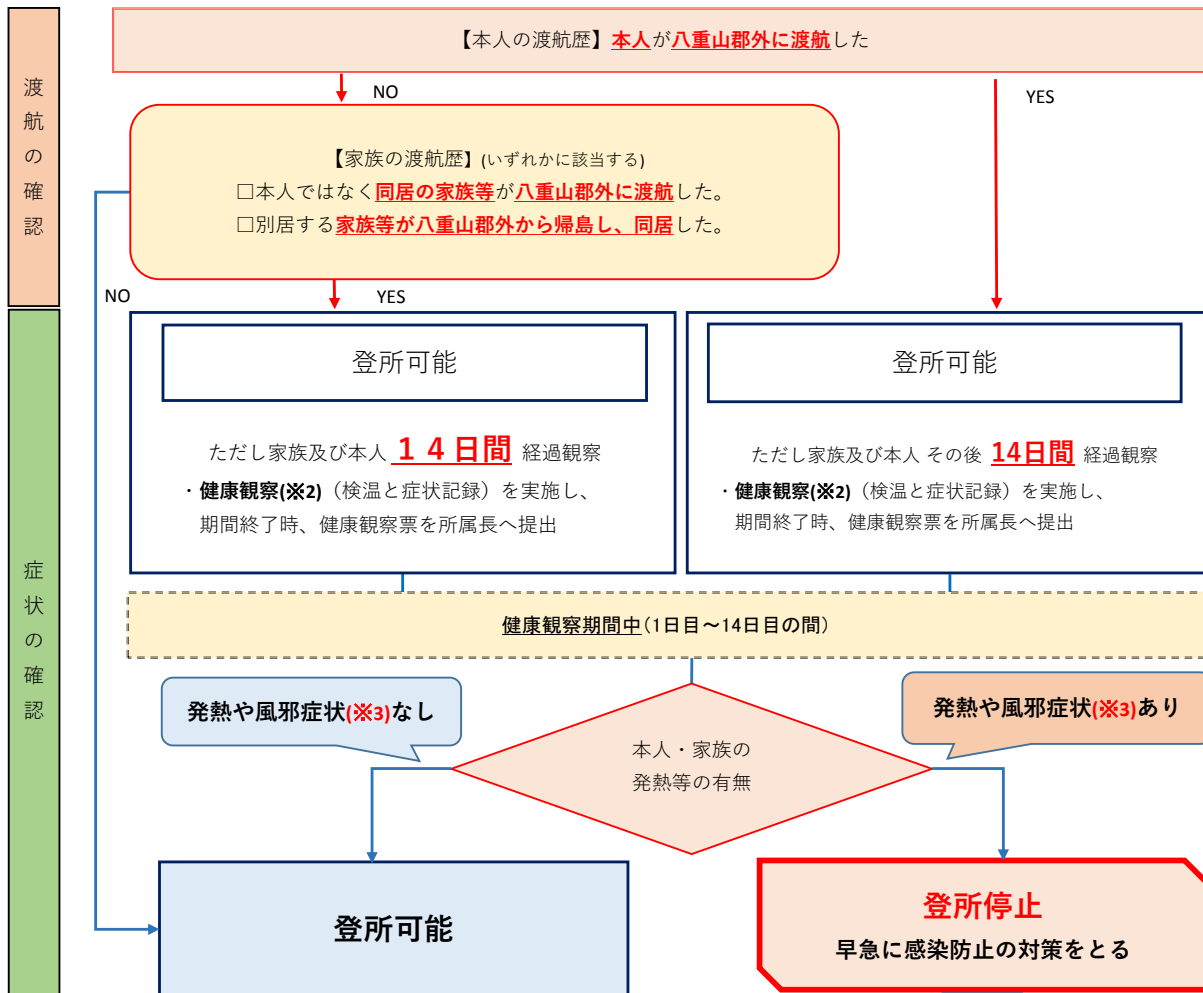 渡航の確認
【本人の渡航歴】本人が八重山郡外に渡航した
NO
YES
【家族の渡航歴】(いずれかに該当する)
□本人ではなく同居の家族等が八重山郡外に渡航した。
□別居する家族等が八重山郡外から帰島し、同居した。
NO
YES
症状の確認
登所可能
ただし家族及び本人 １４日間 経過観察
・健康観察(※2)（検温と症状記録）を実施し、
期間終了時、健康観察票を所属長へ提出
登所可能
ただし家族及び本人 その後 14日間 経過観察
・健康観察(※2)（検温と症状記録）を実施し、
期間終了時、健康観察票を所属長へ提出
健康観察期間中(1日目～14日目の間)
発熱や風邪症状(※3)なし
発熱や風邪症状(※3)あり
本人・家族の
発熱等の有無
登所可能
登所停止
早急に感染防止の対策をとる